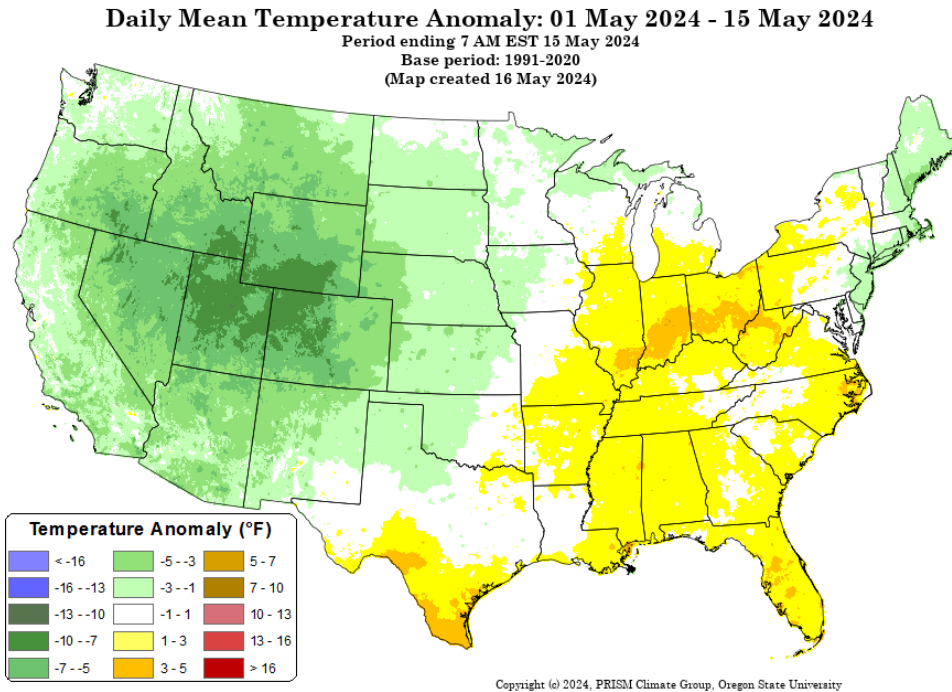 Daily Mean Temperature Anomaly: 01 May 2024 - 15 May 2024
Period ending 7 AM EST 15 May 2024
Base period: 1991-2020
(Map created 16 May 2024)
Temperature Anomaly (°F)
< -16
-16 - -13
-13 - -10
-10 - -7
-7 - -5
-5 - -3
-3 - -1
-1 - 1
1 - 3
3 - 5
5 - 7
7 - 10
10 - 13
13 - 16
> 16
Copyright (c) 2024, PRISM Climate Group, Oregon State University